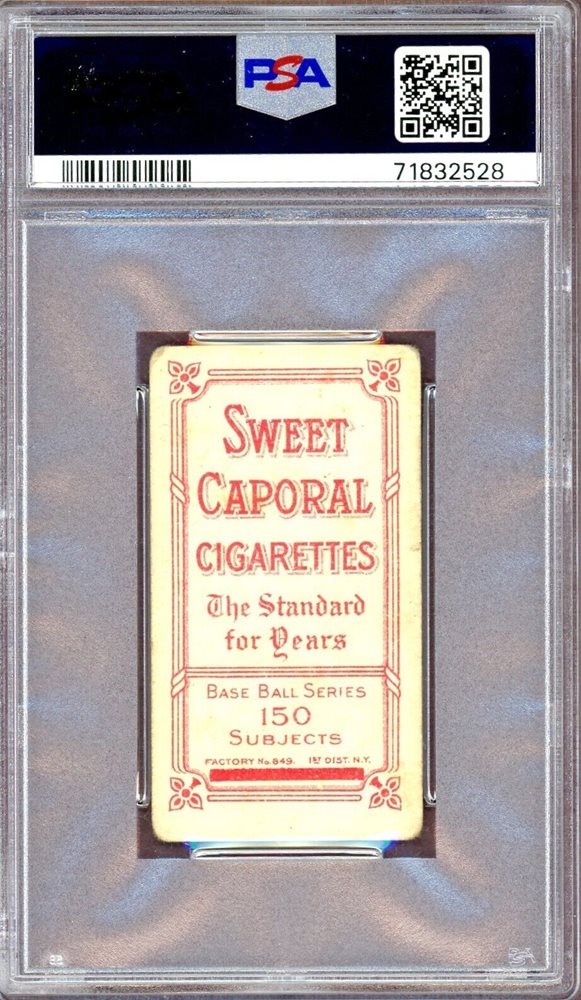 PSA
71832528
SWEET
CAPORAL
CIGARETTES
The Standard
for Years
BASE BALL SERIES
150
SUBJECTS
FACTORY No. 649. 1ST DIST. N.Y.
PSA